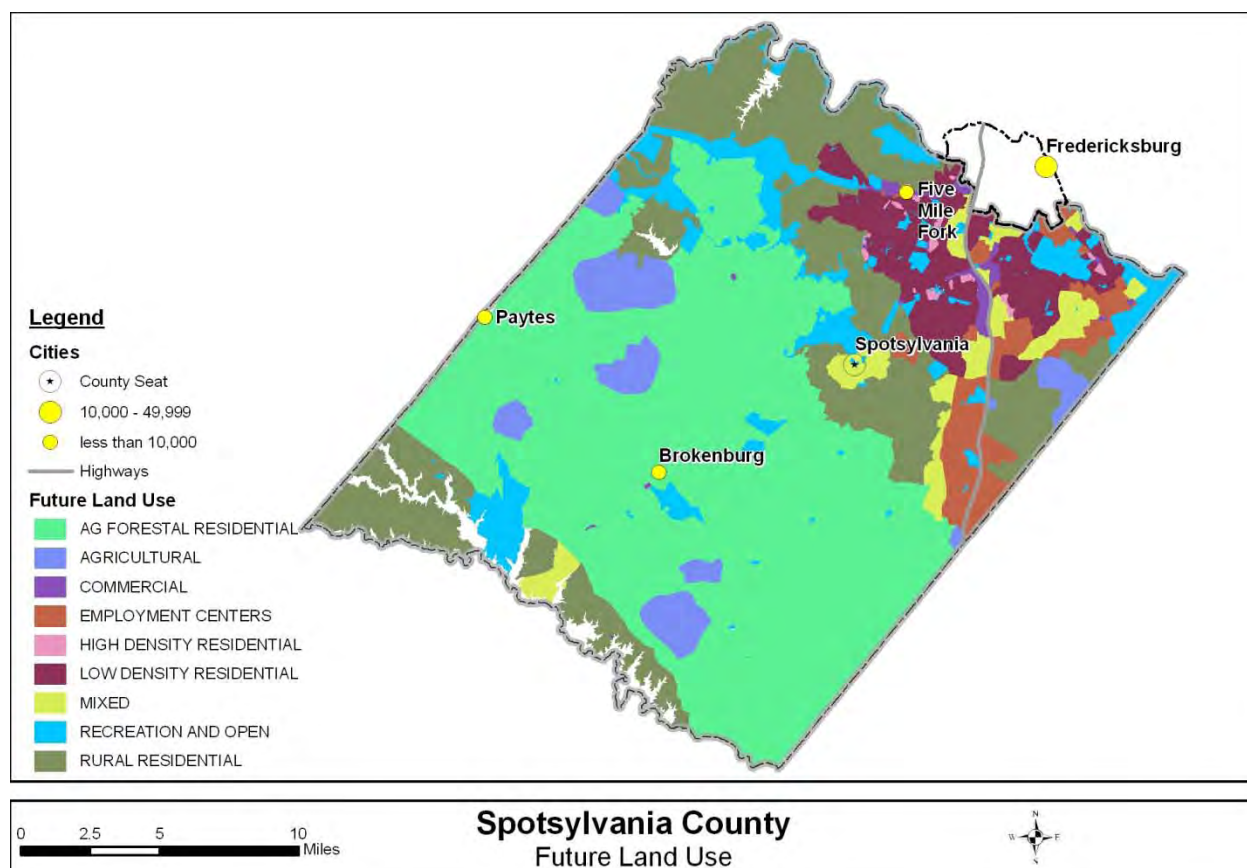 Fredericksburg
Five
Mile
Fork
Paytes
Spotsylvania
Brokenburg
Legend
Cities
County Seat
10,000 - 49,999
less than 10,000
Highways
Future Land Use
AG FORESTAL RESIDENTIAL
AGRICULTURAL
COMMERCIAL
EMPLOYMENT CENTERS
HIGH DENSITY RESIDENTIAL
LOW DENSITY RESIDENTIAL
MIXED
RECREATION AND OPEN
RURAL RESIDENTIAL
0 2.5 5 10
Miles
Spotsylvania County
Future Land Use
N
W E